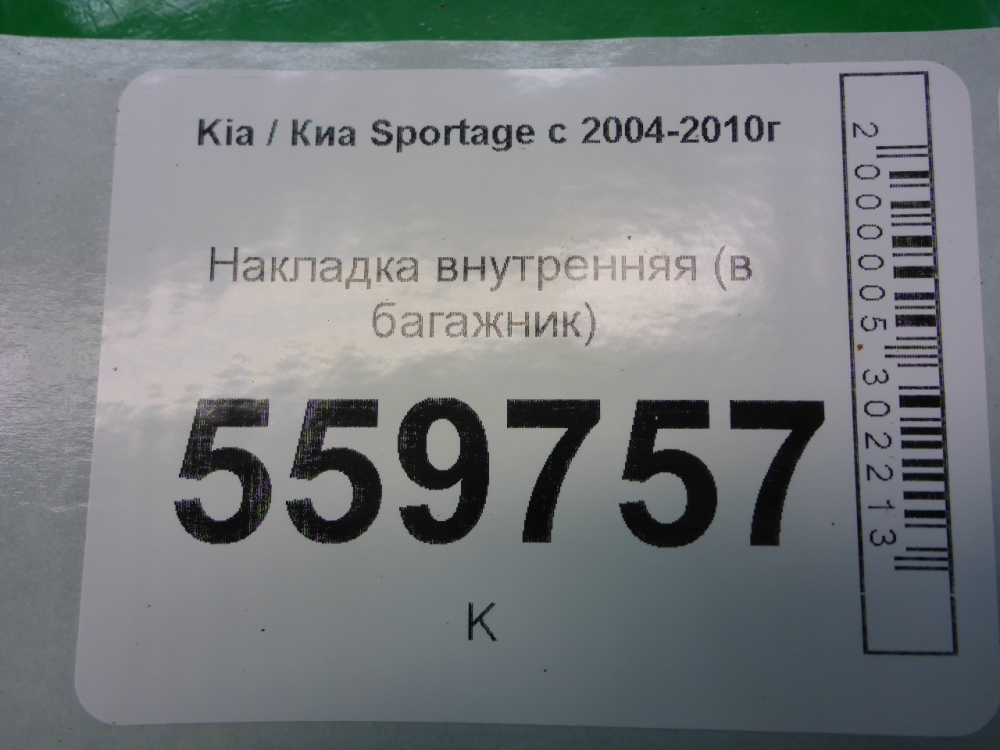 Kia / Киа Sportage с 2004-2010г
Накладка внутренняя (в
багажник)
559757
К
2000005302213